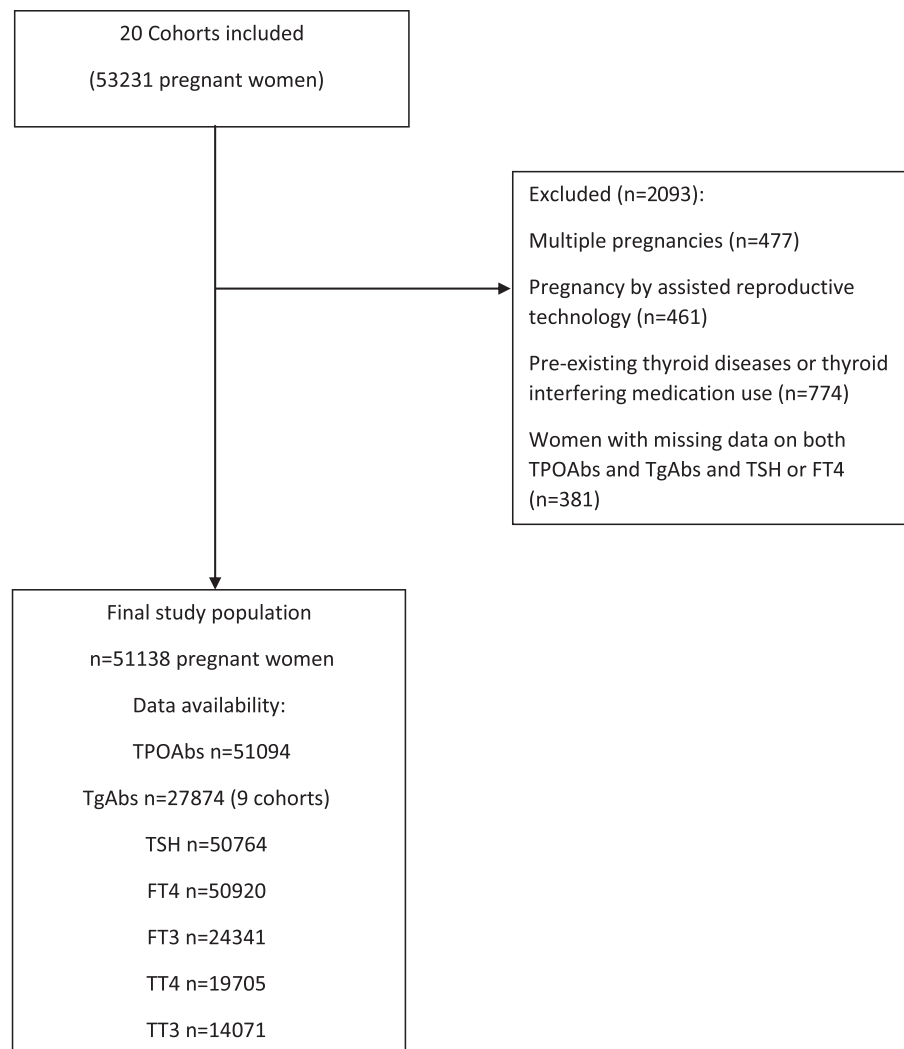 20 Cohorts included
(53231 pregnant women)
Excluded (n=2093):
Multiple pregnancies (n=477)
Pregnancy by assisted reproductive
technology (n=461)
Pre-existing thyroid diseases or thyroid
interfering medication use (n=774)
Women with missing data on both
TPOAbs and TgAbs and TSH or FT4
(n=381)
Final study population
n=51138 pregnant women
Data availability:
TPOAbs n=51094
TgAbs n=27874 (9 cohorts)
TSH n=50764
FT4 n=50920
FT3 n=24341
TT4 n=19705
TT3 n=14071